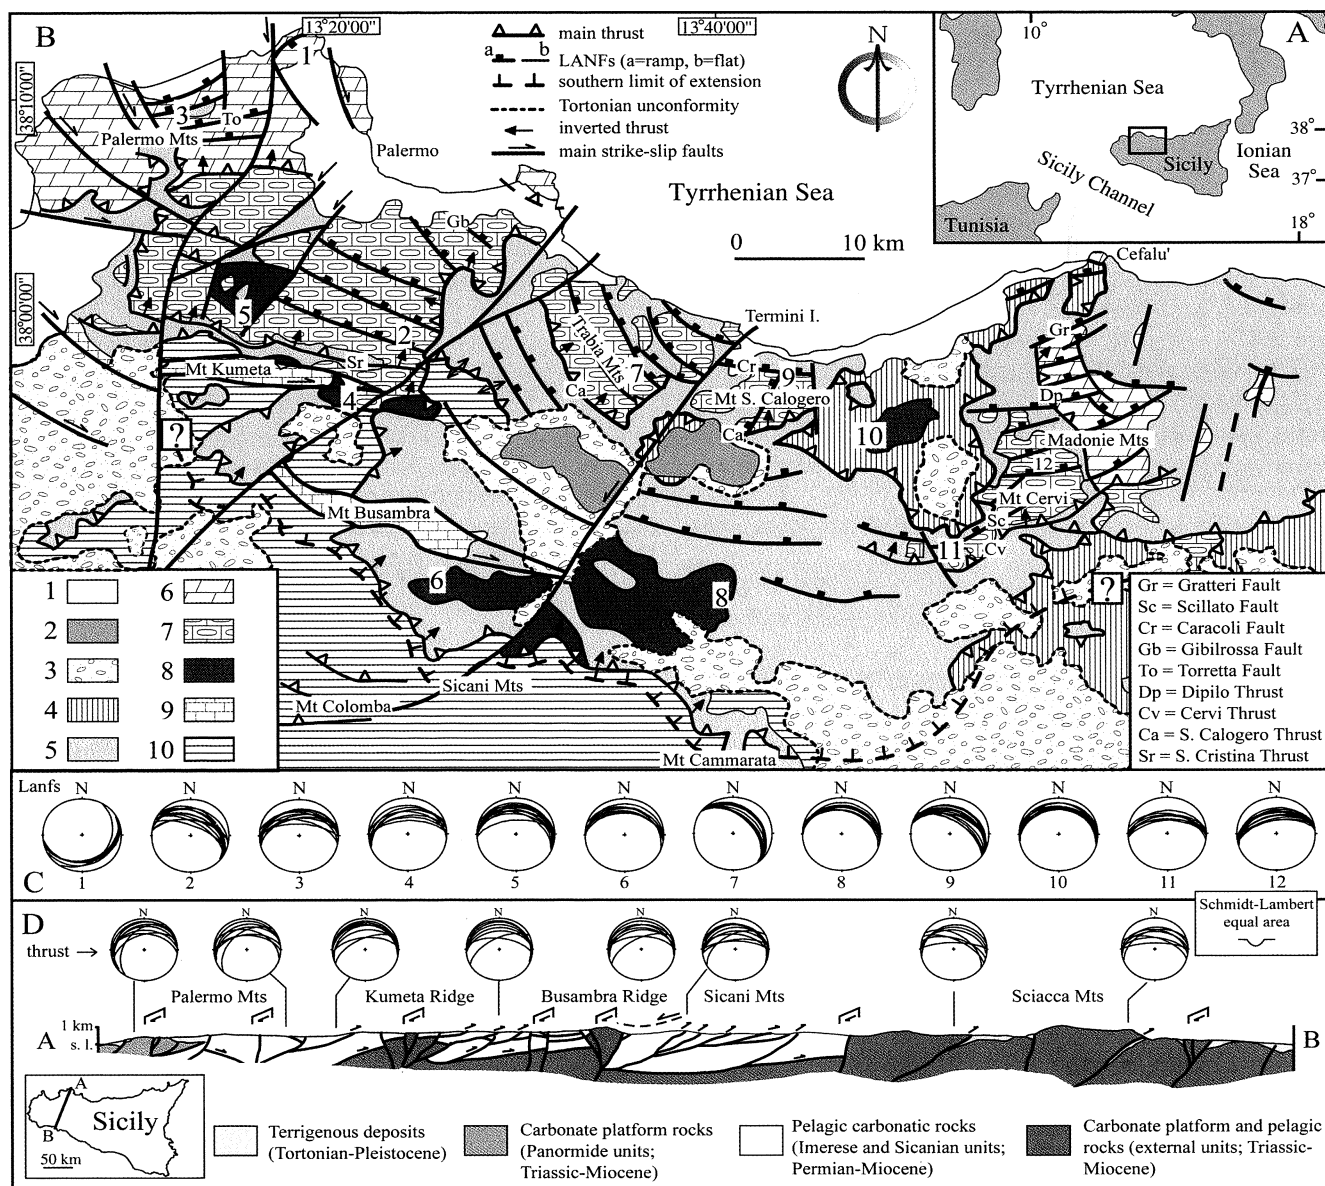 B
13°20'00"
13°40'00"
38°10'00"
38°00'00"
main thrust
a b
LANFs (a=ramp, b=flat)
southern limit of extension
Tortonian unconformity
inverted thrust
main strike-slip faults
N
A
10°
Tyrrhenian Sea
38°
Sicily
Ionian
Sea
37°
Sicily Channel
Tunisia
18°
1
3
To
Palermo Mts
Palermo
Tyrrhenian Sea
0 10 km
Gb
Cefalu'
5
2
Termini I.
Trabia Mts
7
Gr
Mt Kumeta
Sr
4
Ca
Cr
9
Mt S. Calogero
Ca
Dp
10
?
Madonie Mts
12
Mt Cervi
Sc
Mt Busambra
11
Cv
6
8
?
Sicani Mts
Mt Colomba
Mt Cammarata
1 6
2 7
3 8
4 9
5 10
Gr = Gratteri Fault
Sc = Scillato Fault
Cr = Caracoli Fault
Gb = Gibilrossa Fault
To = Torretta Fault
Dp = Dipilo Thrust
Cv = Cervi Thrust
Ca = S. Calogero Thrust
Sr = S. Cristina Thrust
Lanfs
N N N N N N N N N N N N
C
1 2 3 4 5 6 7 8 9 10 11 12
D
N N N N N N N N
Schmidt-Lambert
equal area
thrust →
Palermo Mts Kumeta Ridge Busambra Ridge Sicani Mts Sciacca Mts
1 km
A s. l. B
A
Sicily
B
50 km
Terrigenous deposits
(Tortonian-Pleistocene)
Carbonate platform rocks
(Panormide units;
Triassic-Miocene)
Pelagic carbonatic rocks
(Imerese and Sicanian units;
Permian-Miocene)
Carbonate platform and pelagic
rocks (external units; Triassic-
Miocene)